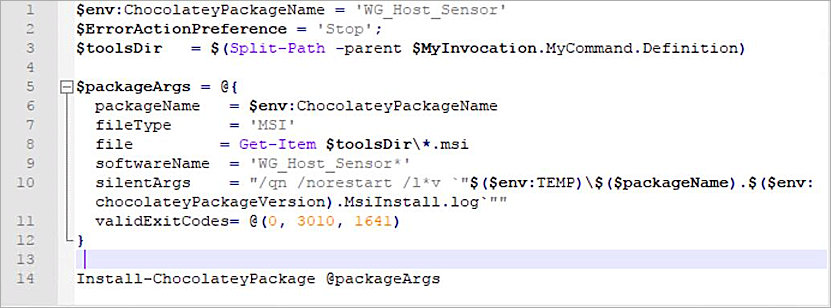 1 $env:ChocolateyPackageName = 'WG_Host_Sensor'
2 $ErrorActionPreference = 'Stop';
3 $toolsDir   = $(Split-Path -parent $MyInvocation.MyCommand.Definition)
4
5 $packageArgs = @{
6   packageName   = $env:ChocolateyPackageName
7   fileType      = 'MSI'
8   file         = Get-Item $toolsDir\*.msi
9   softwareName  = 'WG_Host_Sensor*'
10   silentArgs    = "/qn /norestart /l*v `"$($env:TEMP)\$($packageName).$($env:
chocolateyPackageVersion).MsiInstall.log`""
11   validExitCodes= @(0, 3010, 1641)
12 }
13
14 Install-ChocolateyPackage @packageArgs